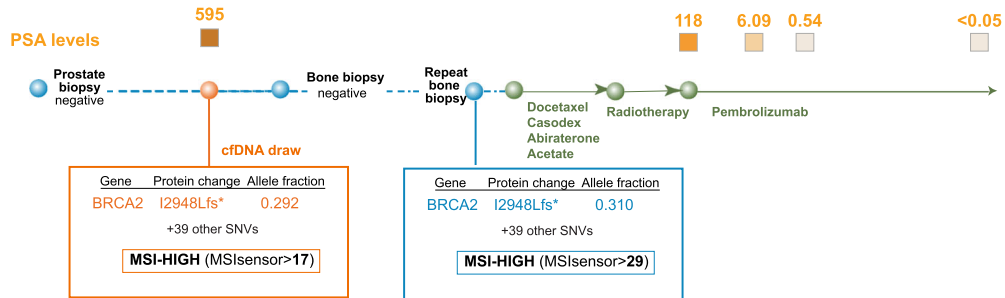 595
118 6.09 0.54 <0.05
PSA levels
Prostate
biopsy
negative
Bone biopsy
negative
Repeat
bone
biopsy
Docetaxel
Casodex
Abiraterone
Acetate
Radiotherapy
Pembrolizumab
cfDNA draw
Gene Protein change Allele fraction
BRCA2 I2948Lfs* 0.292
+39 other SNVs
MSI-HIGH (MSIsensor>17)
Gene Protein change Allele fraction
BRCA2 I2948Lfs* 0.310
+39 other SNVs
MSI-HIGH (MSIsensor>29)